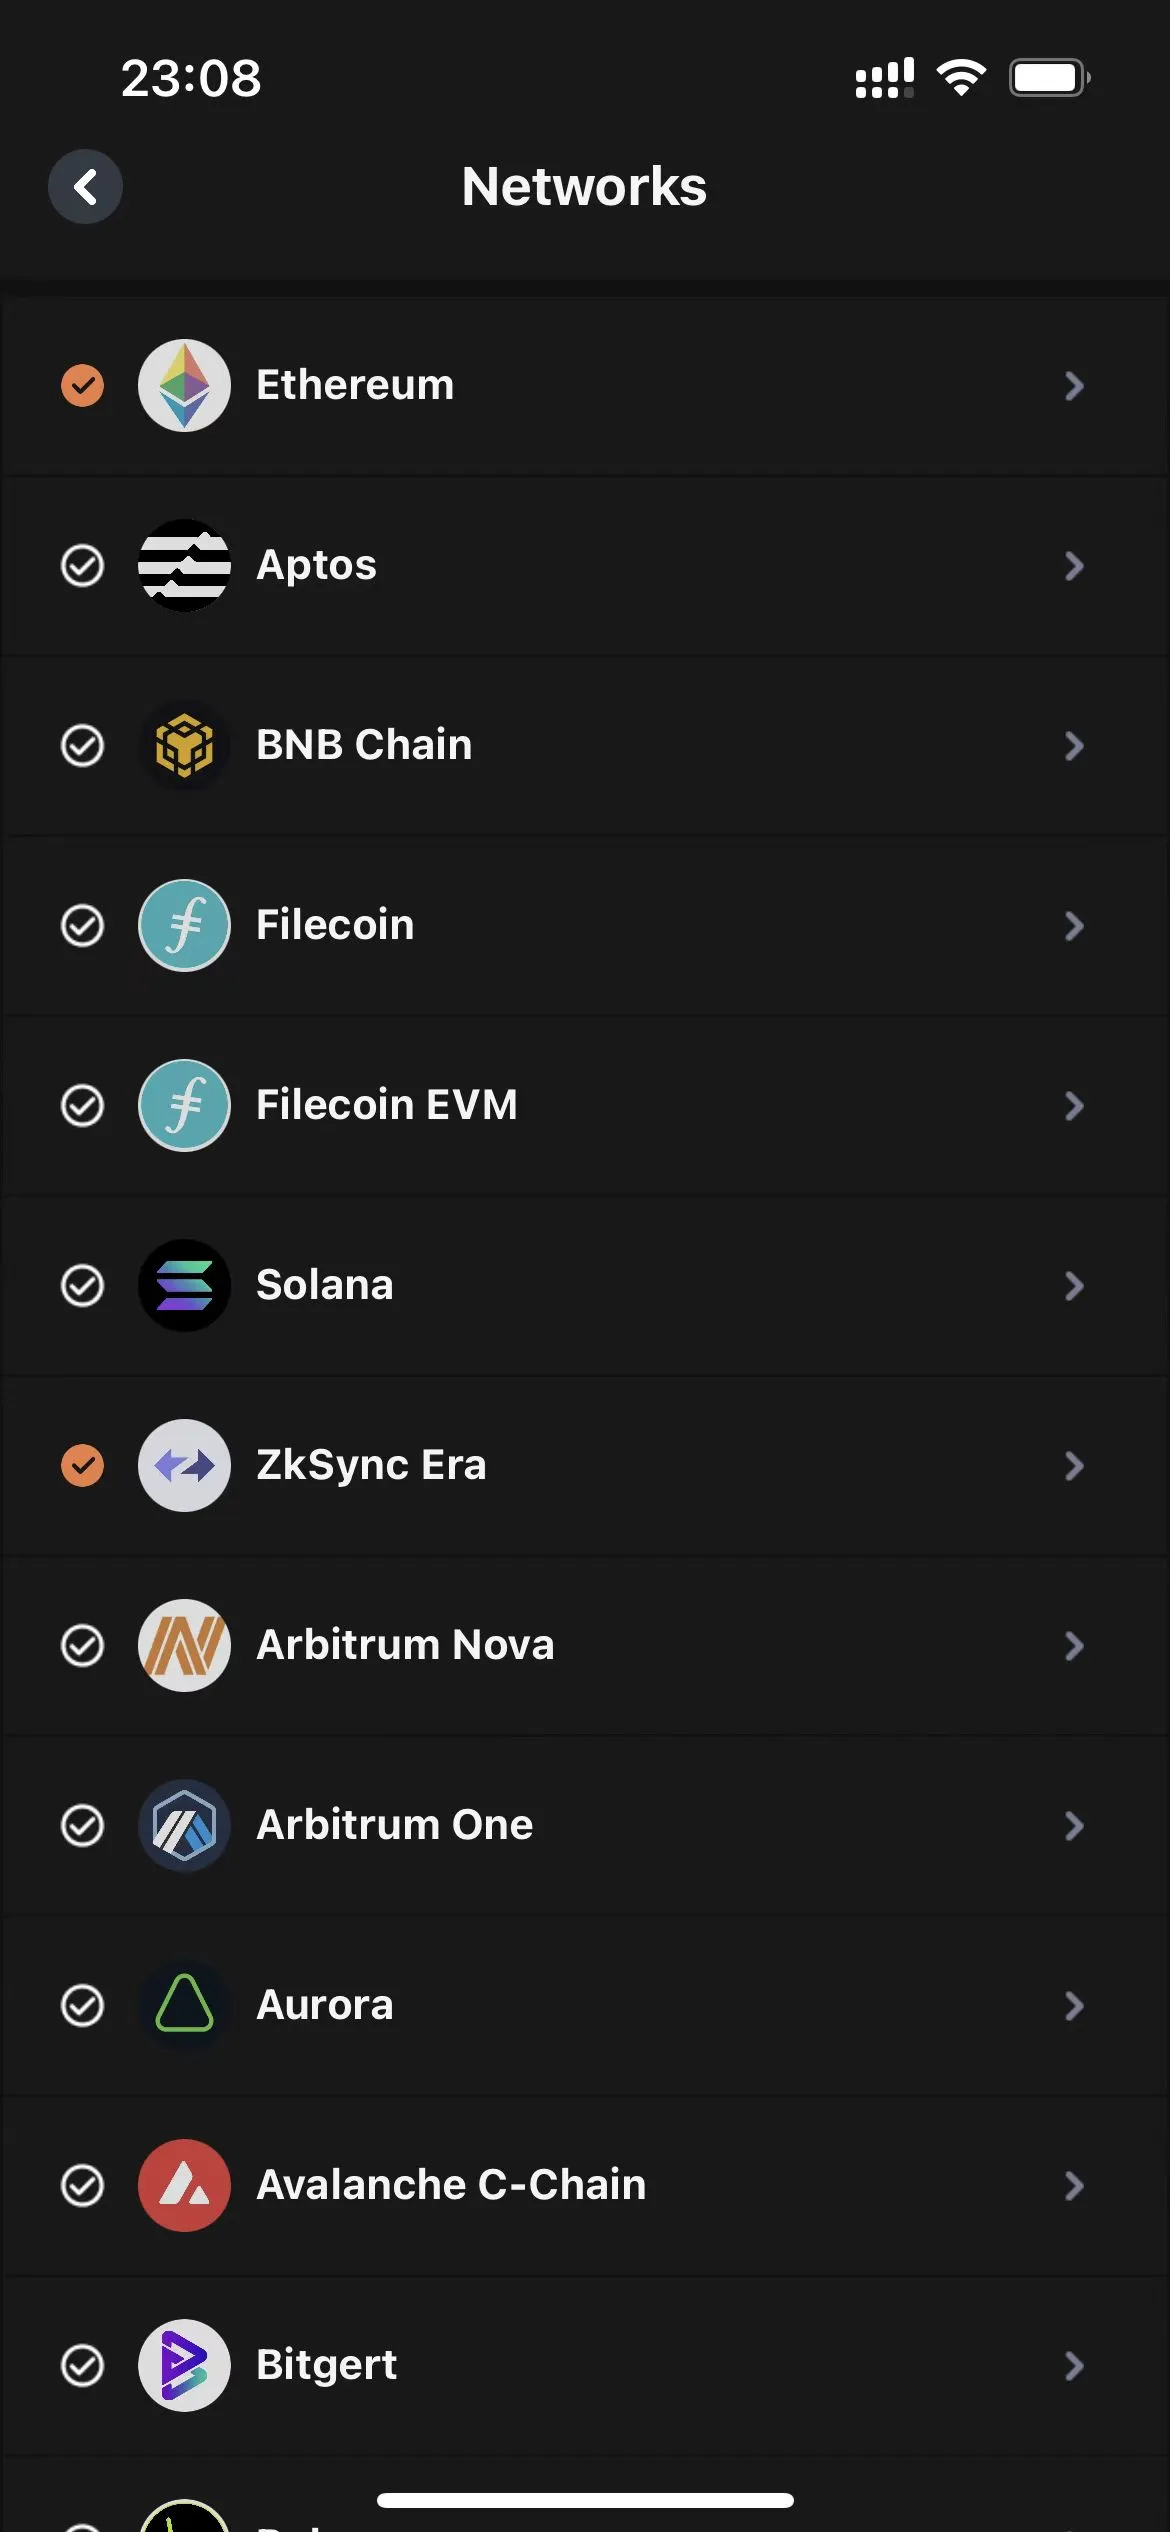 23:08
Networks
Ethereum
Aptos
BNB Chain
Filecoin
Filecoin EVM
Solana
ZkSync Era
Arbitrum Nova
Arbitrum One
Aurora
Avalanche C-Chain
Bitgert